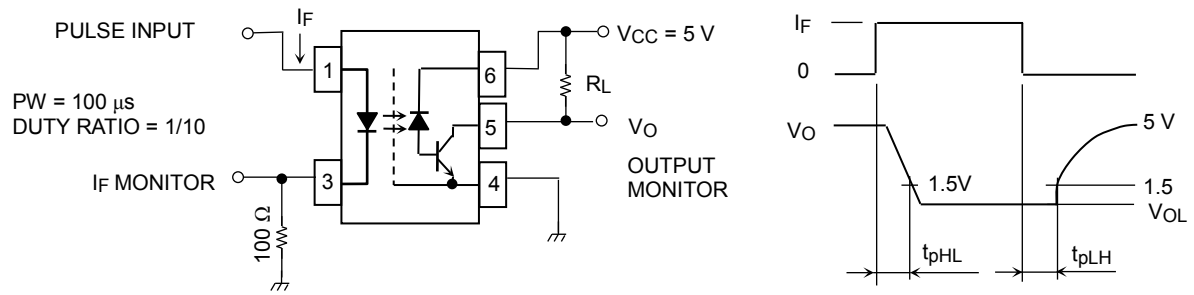 PULSE INPUT
IF
1
PW = 100 μs
DUTY RATIO = 1/10
IF MONITOR
3
100 Ω
6
5
4
VCC = 5 V
RL
VO
OUTPUT
MONITOR
IF
0
VO
5 V
1.5V
1.5
VOL
tpHL
tpLH